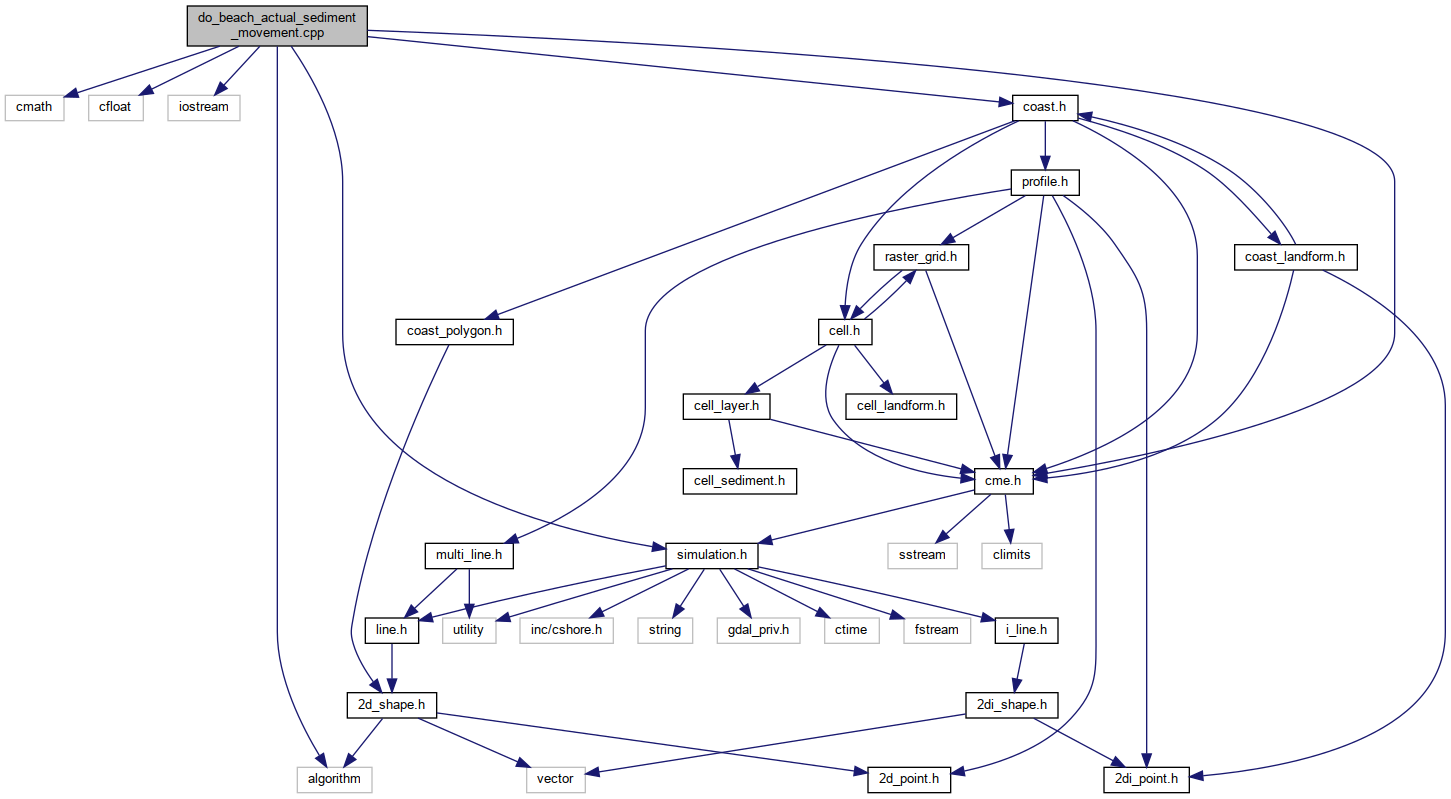 do_beach_actual_sediment
_movement.cpp
cmath
cfloat
iostream
coast.h
profile.h
raster_grid.h
coast_landform.h
coast_polygon.h
cell.h
cell_layer.h
cell_landform.h
cell_sediment.h
cme.h
multi_line.h
simulation.h
sstream
climits
line.h
utility
inc/cshore.h
string
gdal_priv.h
ctime
fstream
i_line.h
2d_shape.h
2di_shape.h
algorithm
vector
2d_point.h
2di_point.h